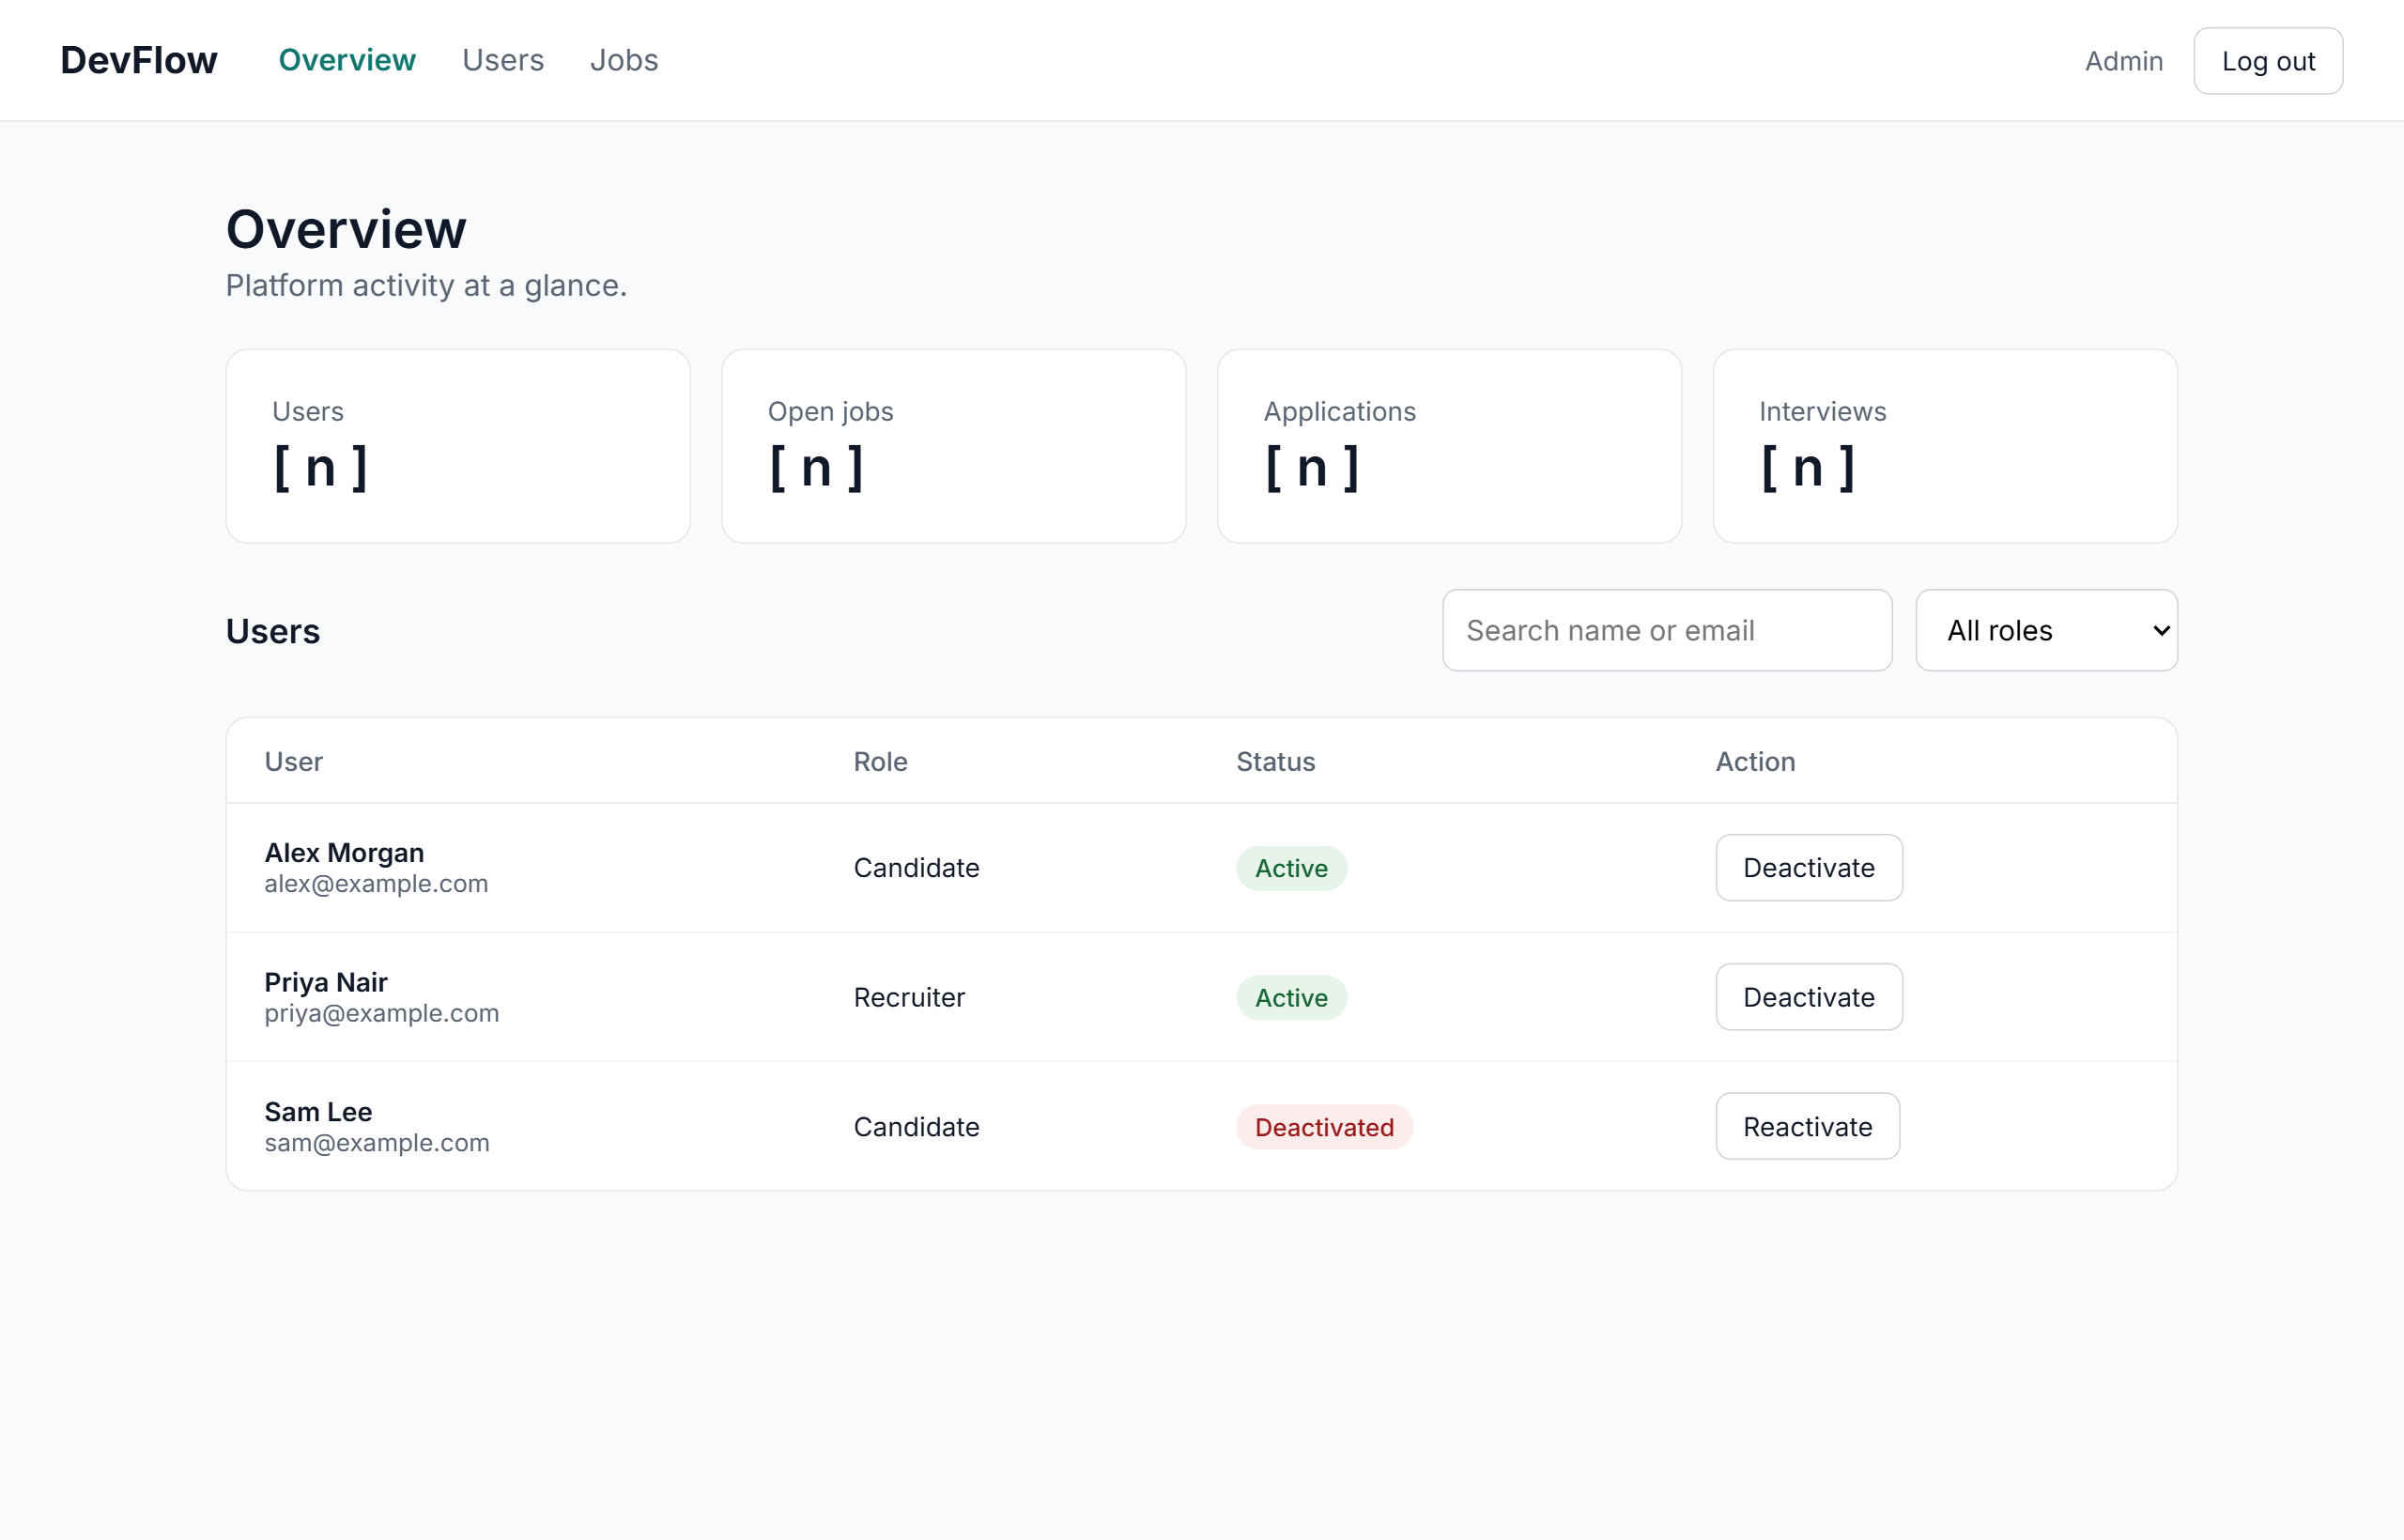 DevFlow Overview Users Jobs Admin Log out
Overview
Platform activity at a glance.
Users Open jobs Applications Interviews
[ n ] [ n ] [ n ] [ n ]
Users Search name or email All roles
User Role Status Action
Alex Morgan
alex@example.com Candidate Active Deactivate
Priya Nair
priya@example.com Recruiter Active Deactivate
Sam Lee
sam@example.com Candidate Deactivated Reactivate